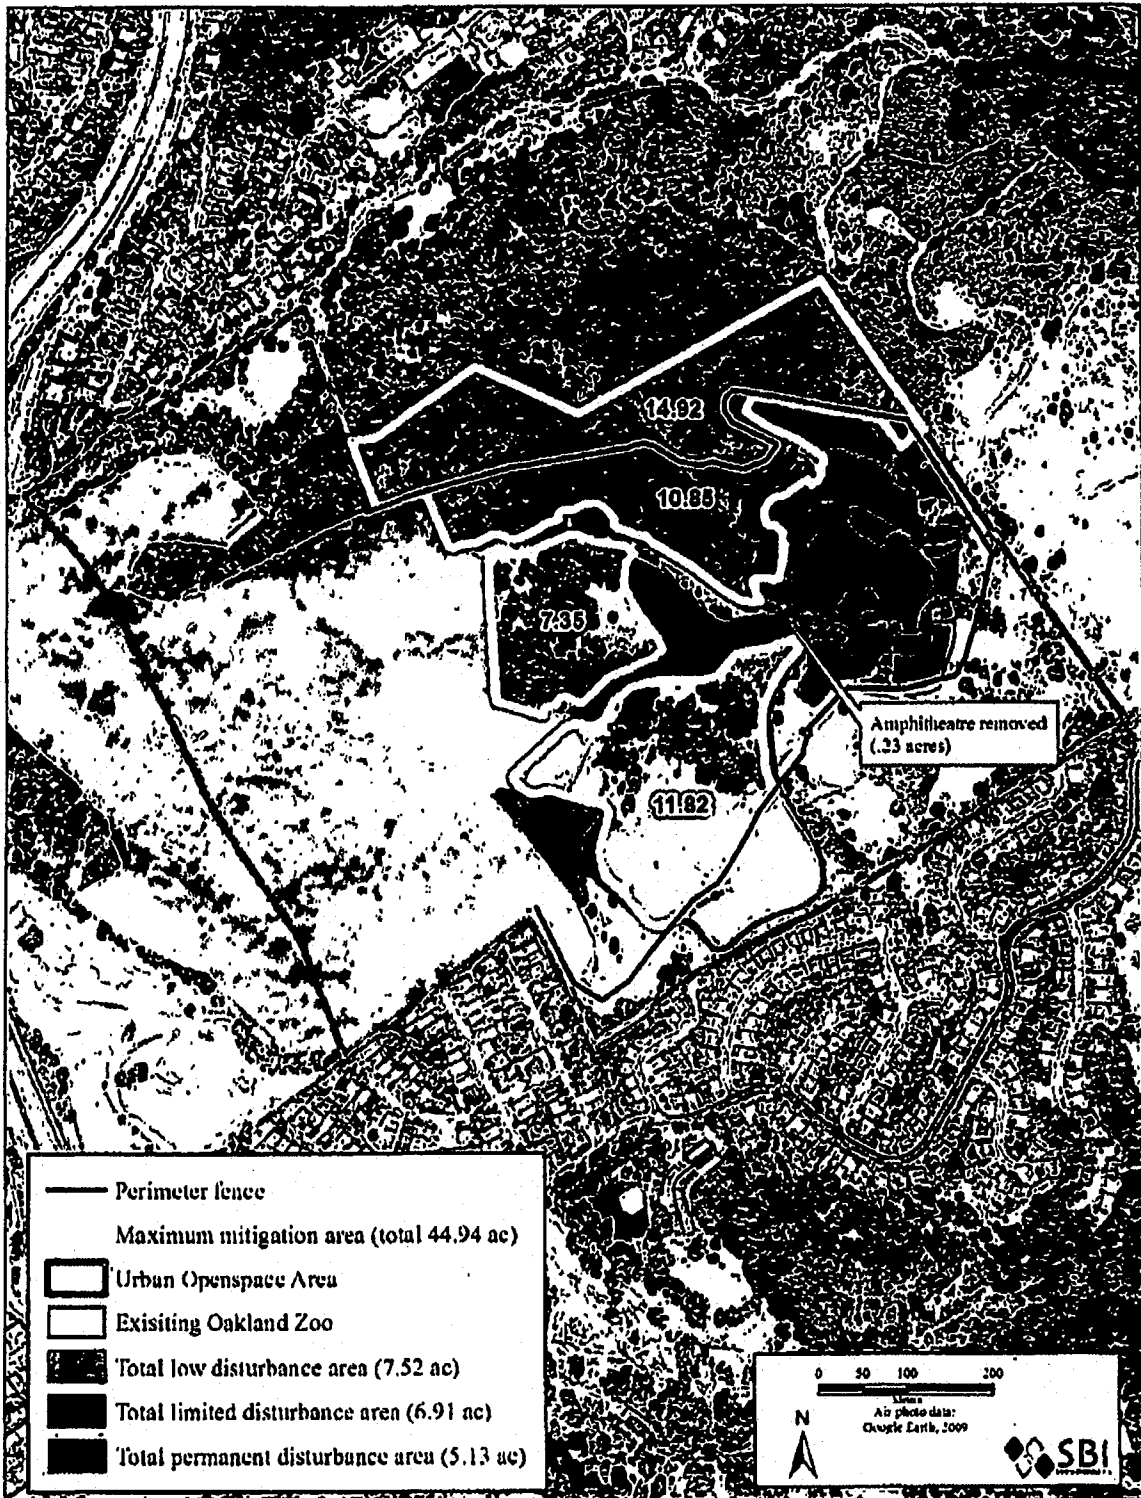 14.92
10.85
7.35
Amphitheatre removed
(.23 acres)
11.82
Perimeter fence
Maximum mitigation area (total 44.94 ac)
Urban Openspace Area
Exisiting Oakland Zoo
Total low disturbance area (7.52 ac)
Total limited disturbance area (6.91 ac)
Total permanent disturbance area (5.13 ac)
0 50 100 200
Air photo data:
Google Earth, 2009
N
SBI